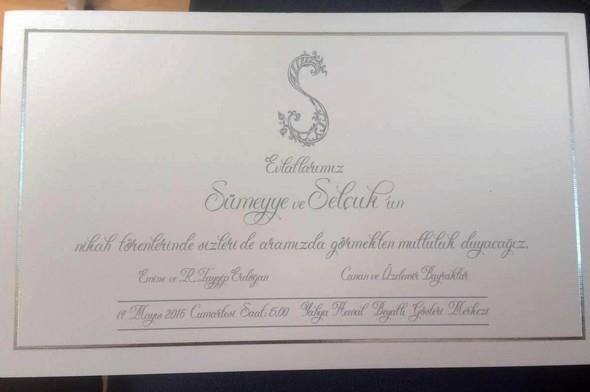 S
Evlatlarımız
Sümeyye ve Selçuk'un
nikah törenlerinde sizleri de aramızda görmekten mutluluk duyacağız.
Emine ve R. Tayyip Erdoğan Canan ve Özdemir Bayraktar
14 Mayıs 2016 Cumartesi Saat: 15.00 Yahya Kemal Beyatlı Gösteri Merkezi